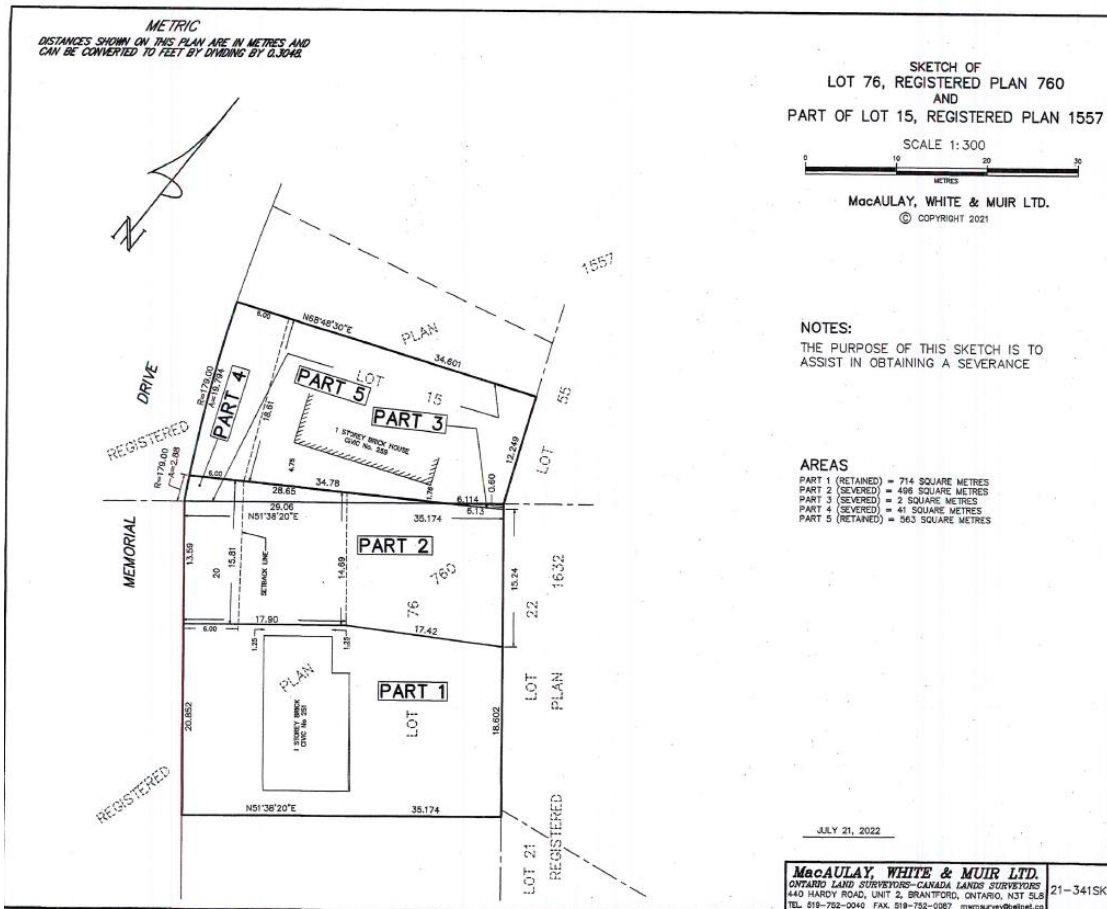 METRIC
DISTANCES SHOWN ON THIS PLAN ARE IN METRES AND
CAN BE CONVERTED TO FEET BY DIVIDING BY 0.3048.
SKETCH OF
LOT 76, REGISTERED PLAN 760
AND
PART OF LOT 15, REGISTERED PLAN 1557
SCALE 1:300
0 10 20 30
METRES
MacAULAY, WHITE & MUIR LTD.
© COPYRIGHT 2021
N
1557
6.00
N68°48'30"E
PLAN
34.601
NOTES:
THE PURPOSE OF THIS SKETCH IS TO
ASSIST IN OBTAINING A SEVERANCE
DRIVE
R=179.00
A=19.794
PART 4
LOT
PART 5
15
PART 3
55
LOT
18.61
1 STOREY BRICK HOUSE
CIVIC No. 259
REGISTERED
12.249
R=179.00
A=2.88
4.75
1.78
0.60
6.00
34.78
28.65
6.114
29.06
6.13
N51°38'20"E
35.174
AREAS
PART 1 (RETAINED) = 714 SQUARE METRES
PART 2 (SEVERED) = 496 SQUARE METRES
PART 3 (SEVERED) = 2 SQUARE METRES
PART 4 (SEVERED) = 41 SQUARE METRES
PART 5 (RETAINED) = 563 SQUARE METRES
MEMORIAL
13.59
20
15.81
SETBACK LINE
14.69
PART 2
760
76
15.24
22
1632
17.90
17.42
6.00
1.25
1.25
PLAN
PART 1
LOT
1 STOREY BRICK
CIVIC No 251
20.852
18.602
LOT
PLAN
REGISTERED
N51°38'20"E
35.174
LOT 21
REGISTERED
JULY 21, 2022
MacAULAY, WHITE & MUIR LTD.
ONTARIO LAND SURVEYORS-CANADA LANDS SURVEYORS
440 HARDY ROAD, UNIT 2, BRANTFORD, ONTARIO, N3T 5L8
TEL. 519-752-0040 FAX. 519-752-0087
21-341SK